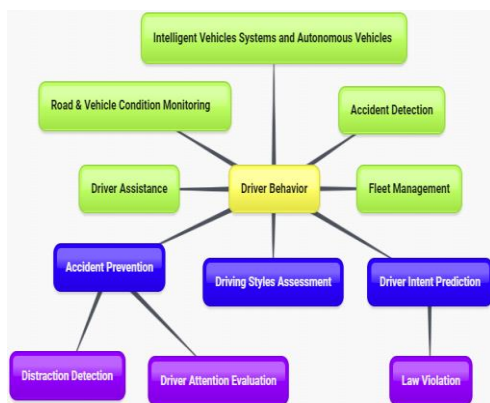 Intelligent Vehicles Systems and Autonomous Vehicles
Road & Vehicle Condition Monitoring
Accident Detection
Driver Assistance
Driver Behavior
Fleet Management
Accident Prevention
Driving Styles Assessment
Driver Intent Prediction
Distraction Detection
Driver Attention Evaluation
Law Violation